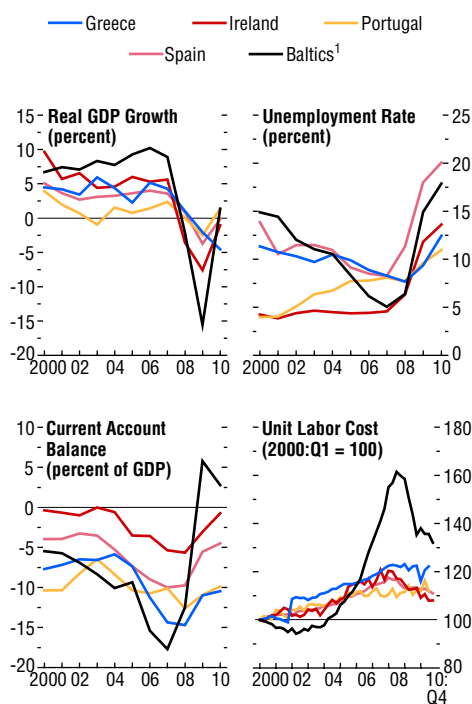 Greece Ireland Portugal
Spain Baltics¹
Real GDP Growth
(percent)
15
10
5
0
-5
-10
-15
-20
2000 02 04 06 08 10
Unemployment Rate
(percent)
25
20
15
10
5
0
2000 02 04 06 08 10
Current Account
Balance
(percent of GDP)
10
5
0
-5
-10
-15
-20
2000 02 04 06 08 10
Unit Labor Cost
(2000:Q1 = 100)
180
160
140
120
100
80
2000 02 04 06 08 10:
Q4